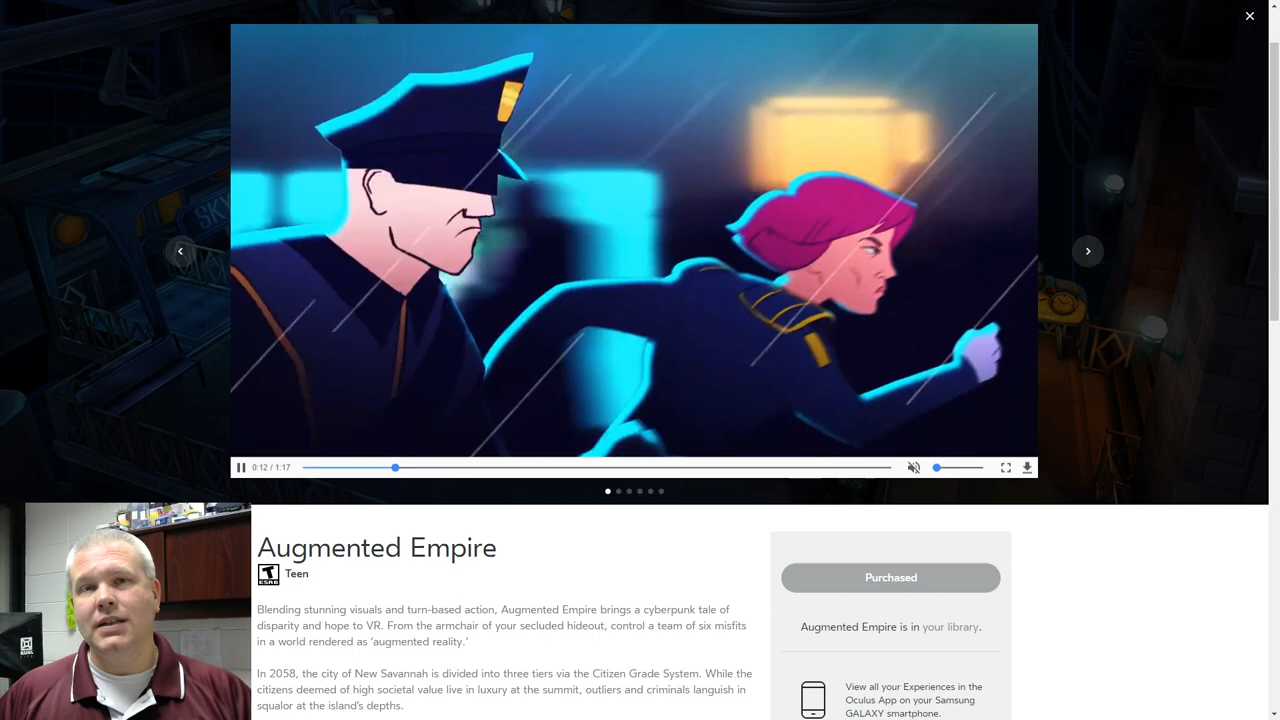 SKY
0:12 / 1:17
Augmented Empire
T
ESRB
Teen
Blending stunning visuals and turn-based action, Augmented Empire brings a cyberpunk tale of
disparity and hope to VR. From the armchair of your secluded hideout, control a team of six misfits
in a world rendered as ‘augmented reality.’
In 2058, the city of New Savannah is divided into three tiers via the Citizen Grade System. While the
citizens deemed of high societal value live in luxury at the summit, outliers and criminals languish in
squalor at the island’s depths.
Purchased
Augmented Empire is in your library.
View all your Experiences in the
Oculus App on your Samsung
GALAXY smartphone.